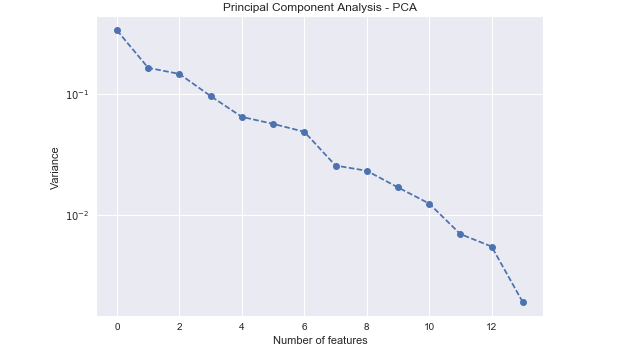 Principal Component Analysis - PCA
10⁻¹
10⁻²
Variance
0 2 4 6 8 10 12
Number of features